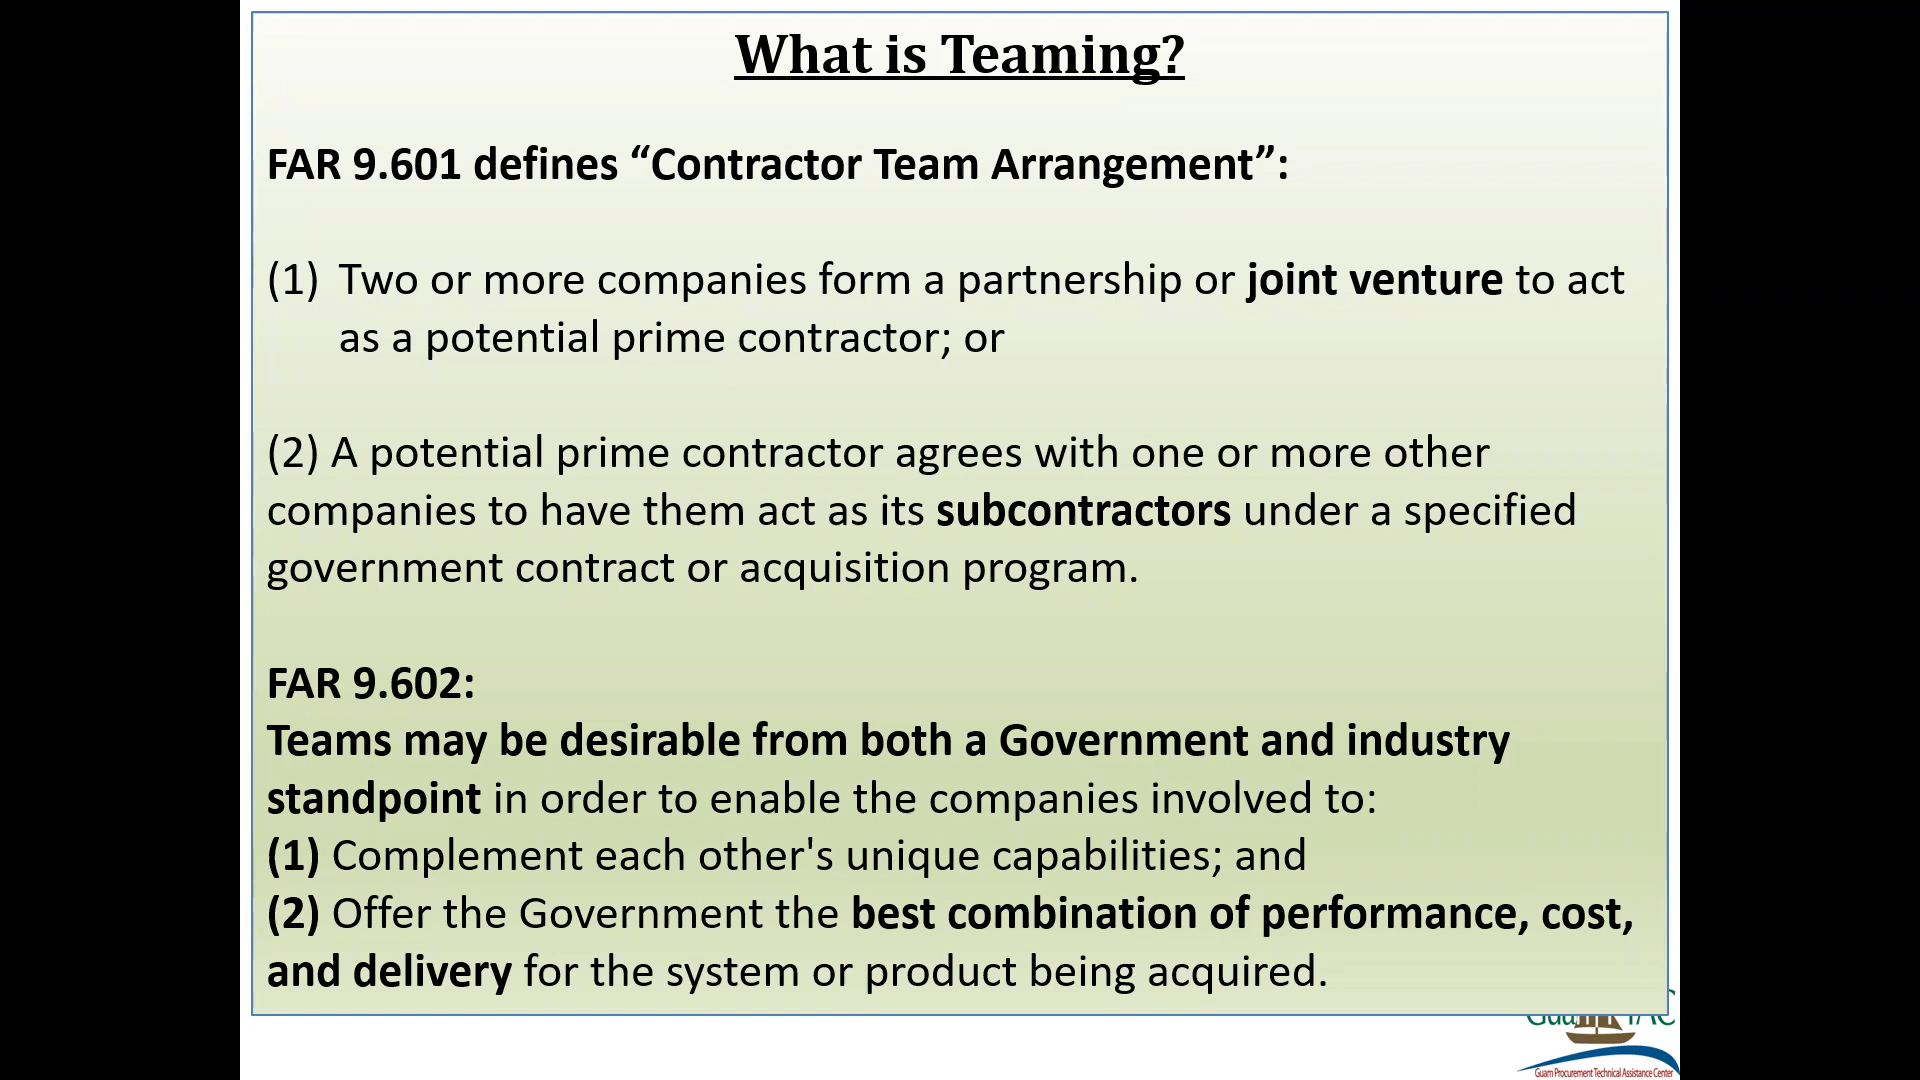 What is Teaming?
FAR 9.601 defines “Contractor Team Arrangement”:
(1) Two or more companies form a partnership or joint venture to act
as a potential prime contractor; or
(2) A potential prime contractor agrees with one or more other
companies to have them act as its subcontractors under a specified
government contract or acquisition program.
FAR 9.602:
Teams may be desirable from both a Government and industry
standpoint in order to enable the companies involved to:
(1) Complement each other's unique capabilities; and
(2) Offer the Government the best combination of performance, cost,
and delivery for the system or product being acquired.
Guam Procurement Technical Assistance Center